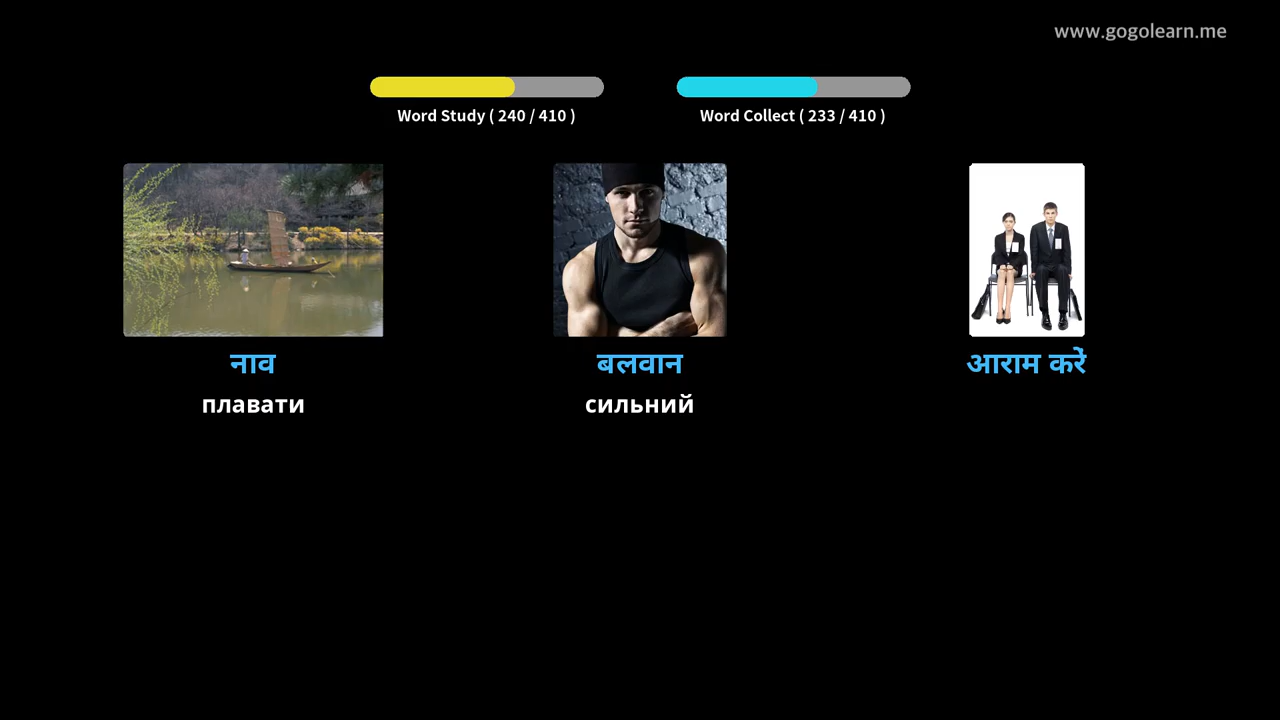 www.gogolearn.me
Word Study ( 240 / 410 )
Word Collect ( 233 / 410 )
नाव
बलवान
आराम करें
плавати
сильний